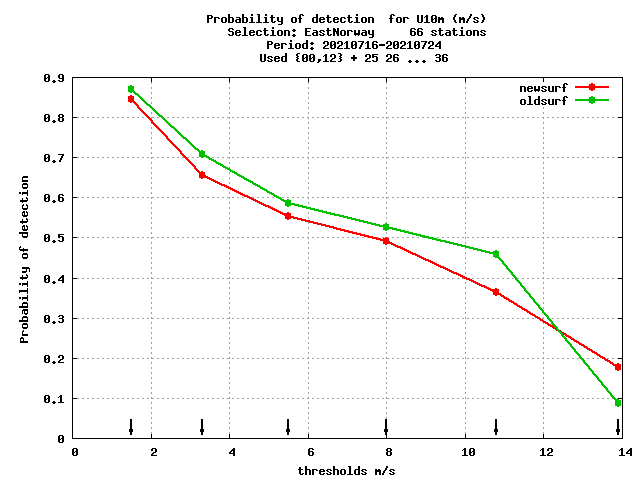 Probability of detection  for U10m (m/s)
Selection: EastNorway     66 stations
Period: 20210716-20210724
Used {00,12} + 25 26 ... 36
newsurf
oldsurf
Probability of detection
0.9
0.8
0.7
0.6
0.5
0.4
0.3
0.2
0.1
0
0 2 4 6 8 10 12 14
thresholds m/s